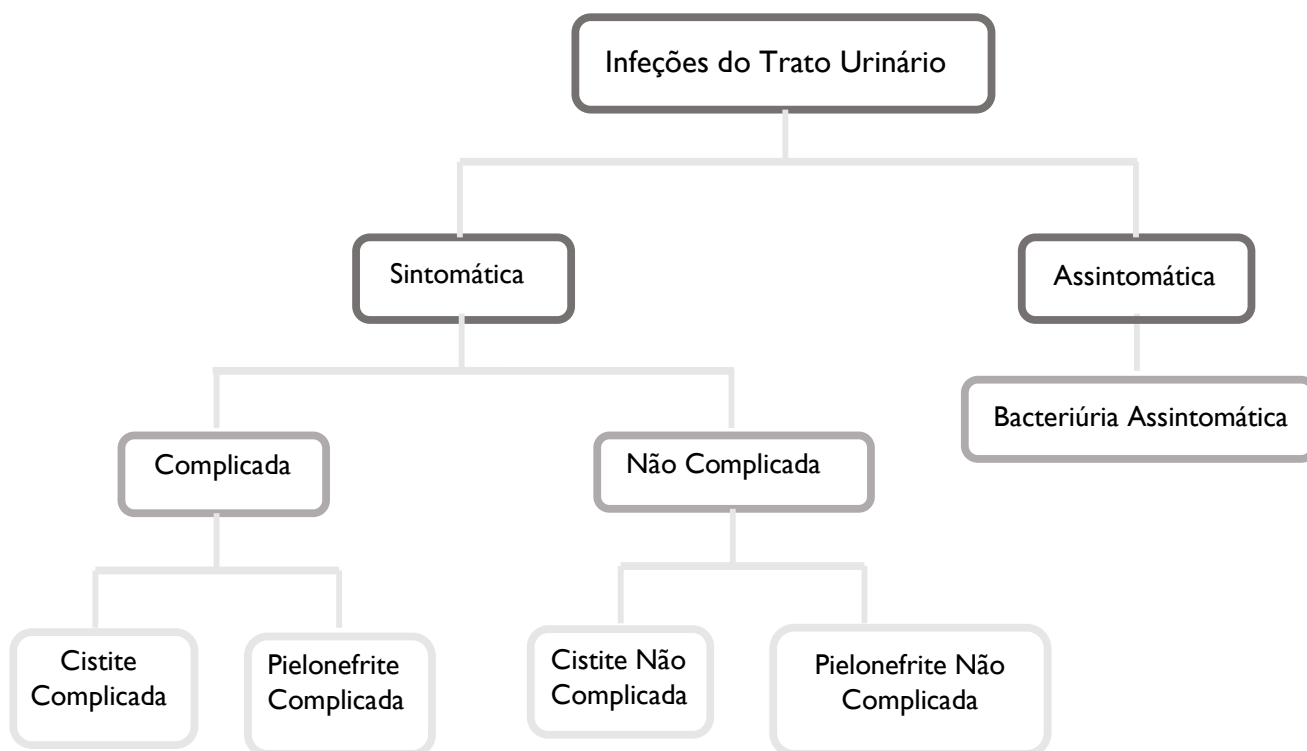 Infeções do Trato Urinário
Sintomática
Assintomática
Bacteriúria Assintomática
Complicada
Não Complicada
Cistite
Complicada
Pielonefrite
Complicada
Cistite Não
Complicada
Pielonefrite Não
Complicada